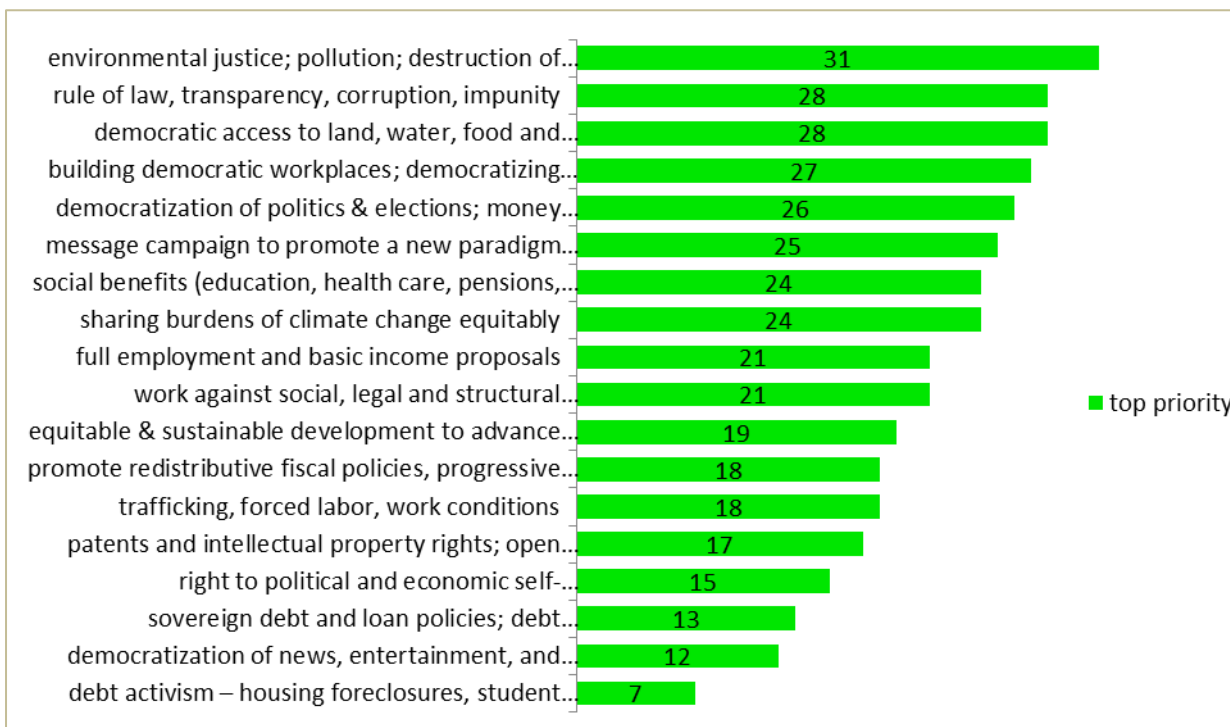 environmental justice; pollution; destruction of... 31
rule of law, transparency, corruption, impunity 28
democratic access to land, water, food and... 28
building democratic workplaces; democratizing... 27
democratization of politics & elections; money... 26
message campaign to promote a new paradigm... 25
social benefits (education, health care, pensions,... 24
sharing burdens of climate change equitably 24
full employment and basic income proposals 21
work against social, legal and structural... 21
equitable & sustainable development to advance... 19
promote redistributive fiscal policies, progressive... 18
trafficking, forced labor, work conditions 18
patents and intellectual property rights; open... 17
right to political and economic self-... 15
sovereign debt and loan policies; debt... 13
democratization of news, entertainment, and... 12
debt activism – housing foreclosures, student... 7
top priority